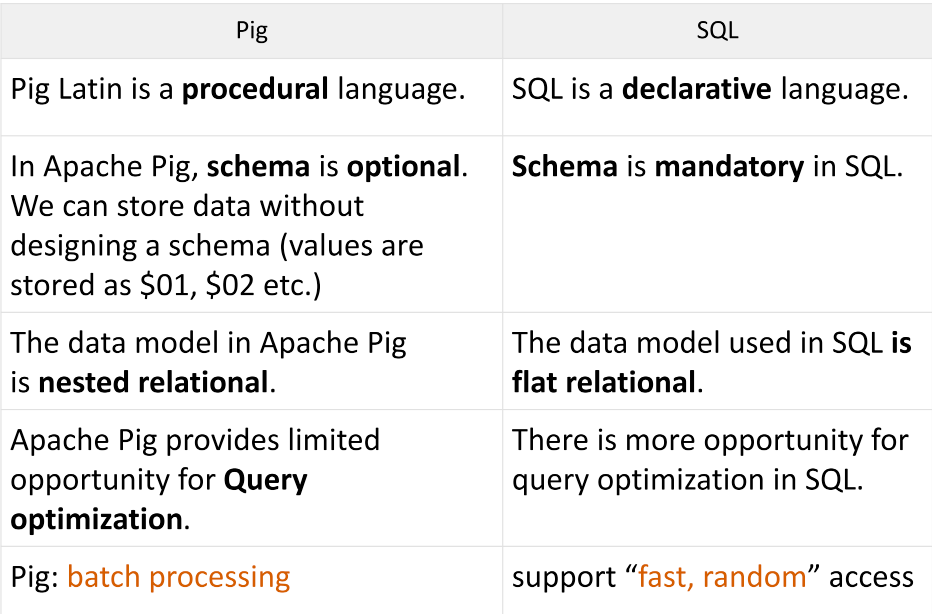 Pig
SQL
Pig Latin is a procedural language.
SQL is a declarative language.
In Apache Pig, schema is optional.
We can store data without
designing a schema (values are
stored as $01, $02 etc.)
Schema is mandatory in SQL.
The data model in Apache Pig
is nested relational.
The data model used in SQL is
flat relational.
Apache Pig provides limited
opportunity for Query
optimization.
There is more opportunity for
query optimization in SQL.
Pig: batch processing
support “fast, random” access